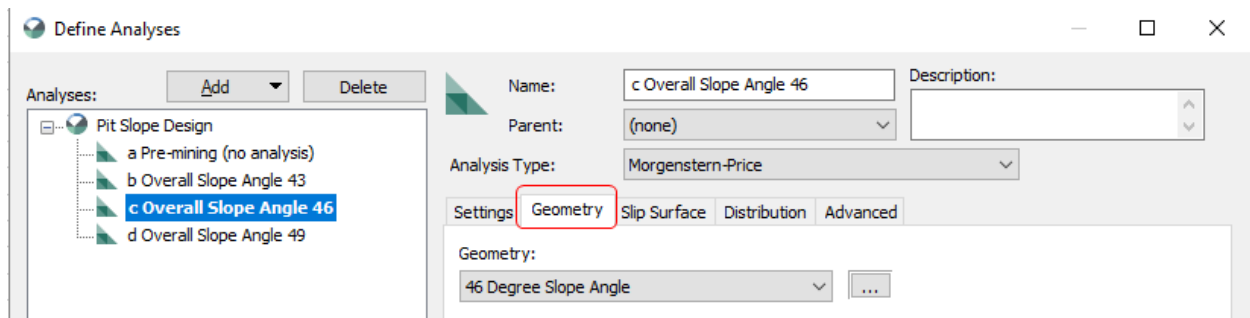 Define Analyses
Analyses:
Add
Delete
Pit Slope Design
a Pre-mining (no analysis)
b Overall Slope Angle 43
c Overall Slope Angle 46
d Overall Slope Angle 49
Name:
c Overall Slope Angle 46
Description:
Parent:
(none)
Analysis Type:
Morgenstern-Price
Settings Geometry Slip Surface Distribution Advanced
Geometry:
46 Degree Slope Angle
...